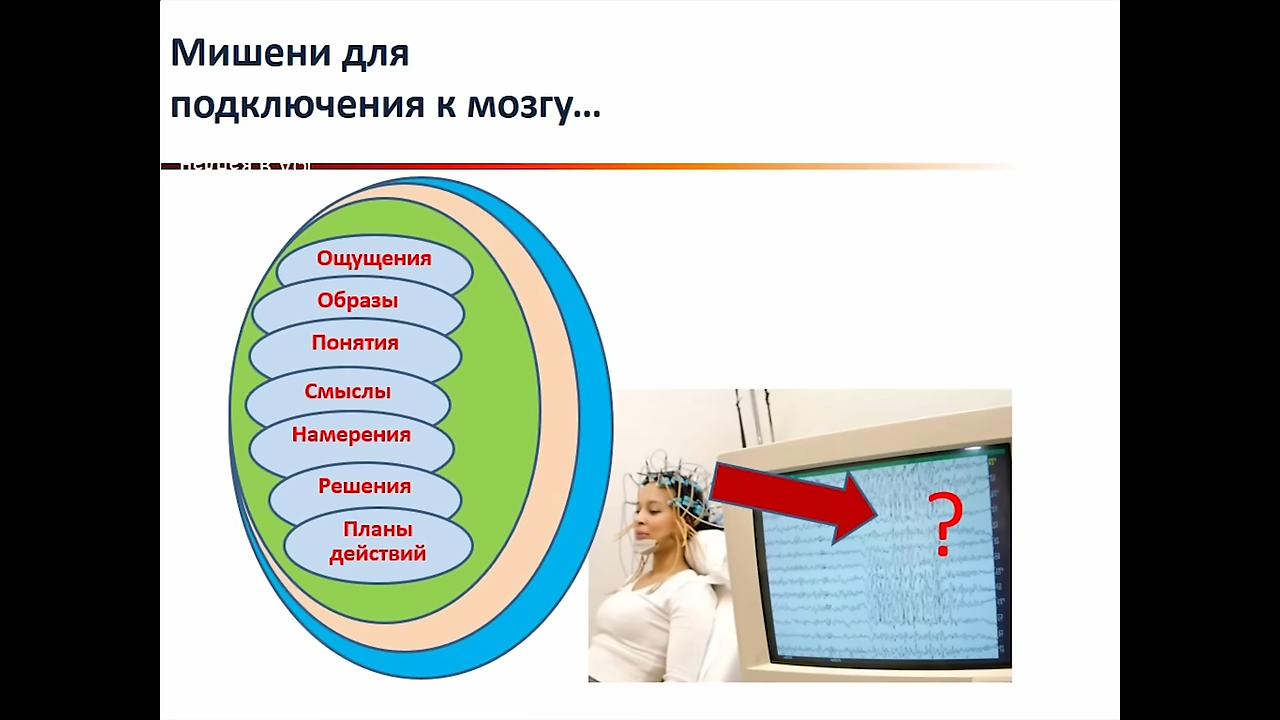 Мишени для
подключения к мозгу...
Ощущения
Образы
Понятия
Смыслы
Намерения
Решения
Планы
действий
?